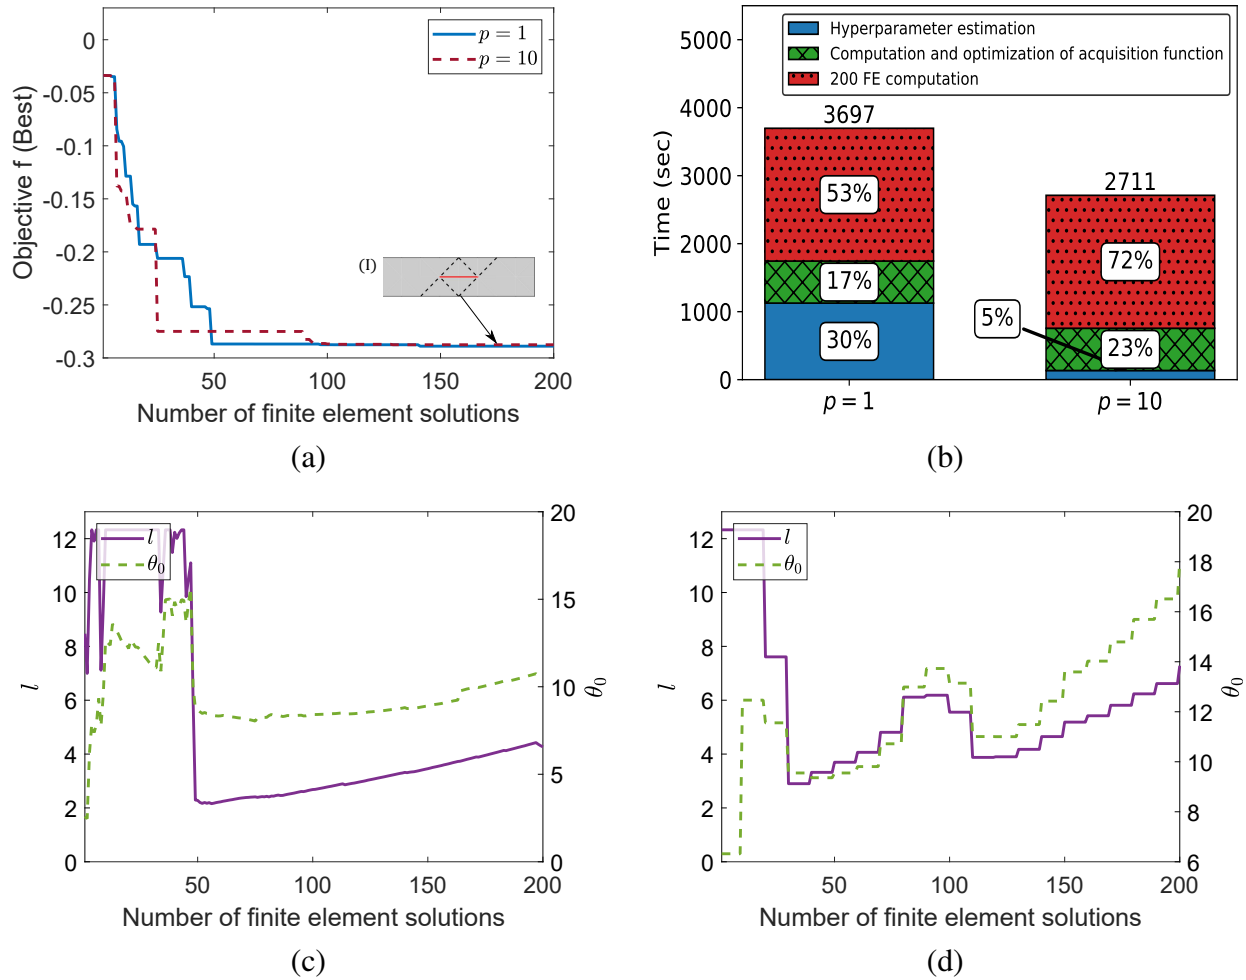 0
-0.05
-0.1
-0.15
-0.2
-0.25
-0.3
50
100
150
200
Objective f (Best)
Number of finite element solutions
p = 1
p = 10
(I)
(a)
5000
4000
3000
2000
1000
0
Time (sec)
Hyperparameter estimation
Computation and optimization of acquisition function
200 FE computation
3697
53%
17%
30%
2711
72%
5%
23%
p = 1
p = 10
(b)
12
10
8
6
4
2
0
l
l
θ0
20
15
10
5
0
θ0
50
100
150
200
Number of finite element solutions
(c)
12
10
8
6
4
2
0
l
l
θ0
20
18
16
14
12
10
8
6
θ0
50
100
150
200
Number of finite element solutions
(d)